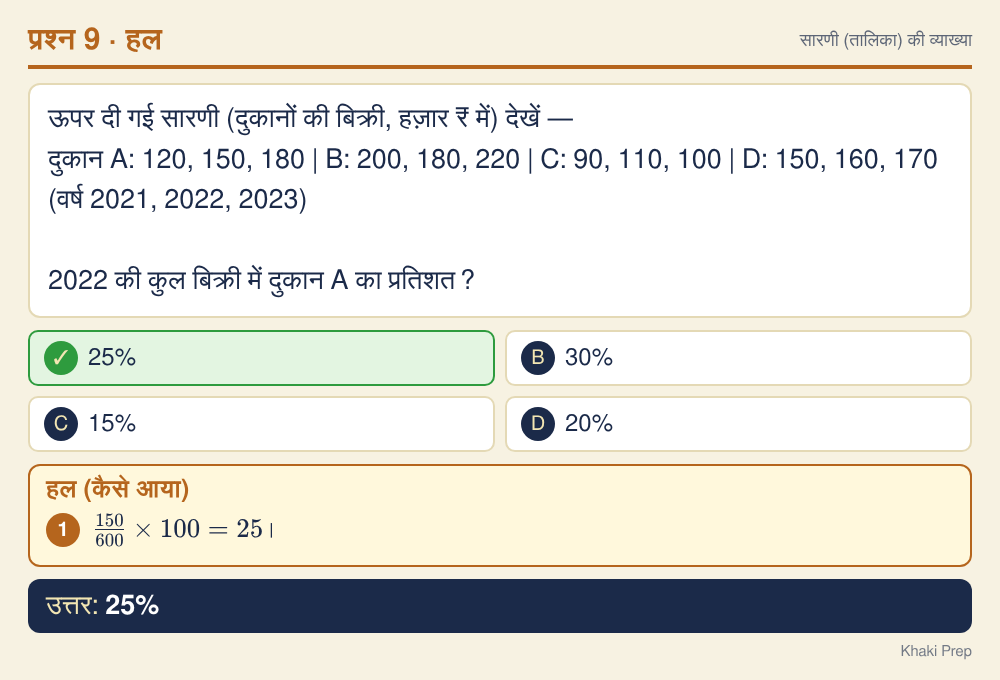 प्रश्न 9 · हल
सारणी (तालिका) की व्याख्या
ऊपर दी गई सारणी (दुकानों की बिक्री, हज़ार ₹ में) देखें —
दुकान A: 120, 150, 180 | B: 200, 180, 220 | C: 90, 110, 100 | D: 150, 160, 170
(वर्ष 2021, 2022, 2023)
2022 की कुल बिक्री में दुकान A का प्रतिशत ?
✓ 25%
B 30%
C 15%
D 20%
हल (कैसे आया)
1 150/600 × 100 = 25।
उत्तर: 25%
Khaki Prep